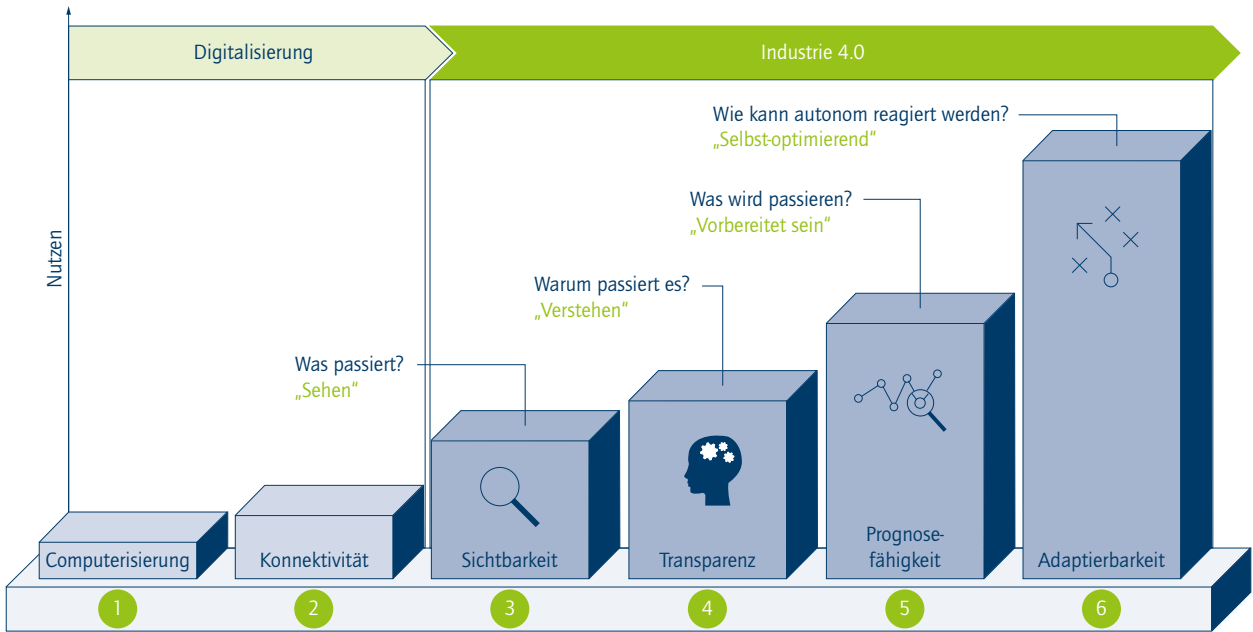 Digitalisierung
Industrie 4.0
Nutzen
Wie kann autonom reagiert werden?
„Selbst-optimierend“
Was wird passieren?
„Vorbereitet sein“
Warum passiert es?
„Verstehen“
Was passiert?
„Sehen“
Computerisierung
Konnektivität
Sichtbarkeit
Transparenz
Prognose-
fähigkeit
Adaptierbarkeit
1
2
3
4
5
6